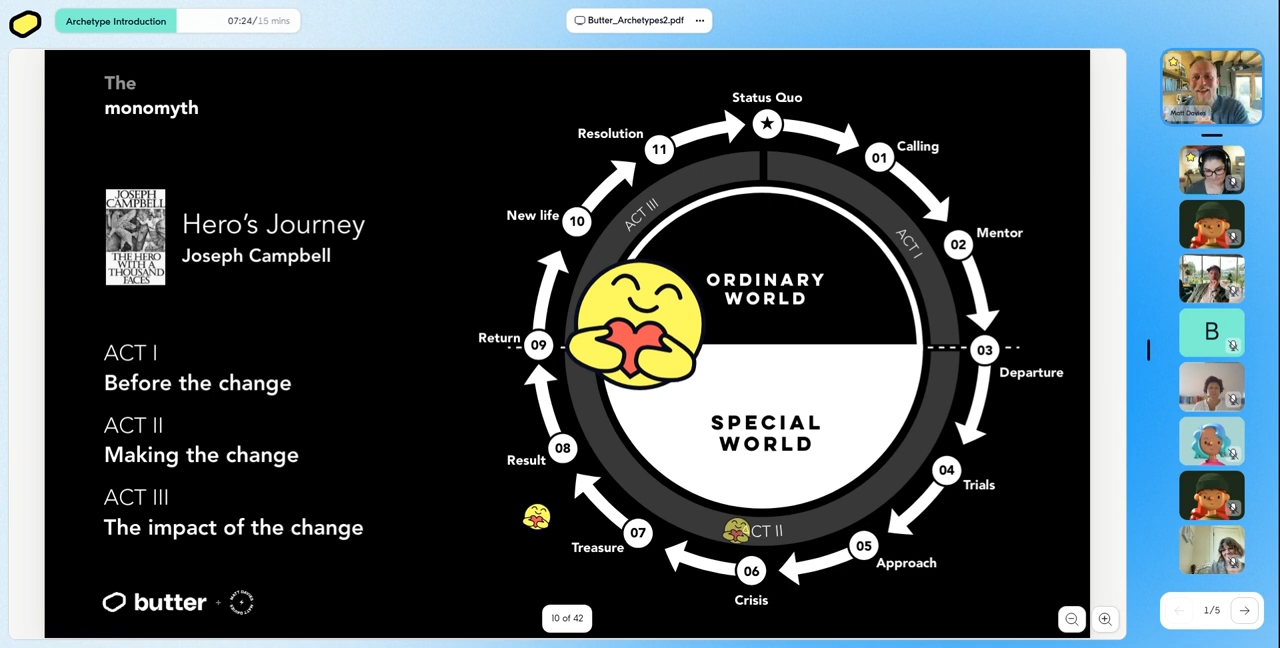 Archetype Introduction
07:24/15 mins
Butter_Archetypes2.pdf
The
monomyth
JOSEPH
CAMPBELL
THE HERO
WITH A
THOUSAND
FACES
Hero's Journey
Joseph Campbell
ACT I
Before the change
ACT II
Making the change
ACT III
The impact of the change
butter
+
Status Quo
01
Calling
02
Mentor
03
Departure
04
Trials
05
Approach
06
Crisis
07
Treasure
08
Result
09
Return
10
New life
11
Resolution
ACT III
ACT I
CT II
ORDINARY
WORLD
SPECIAL
WORLD
10 of 42
Matt Davies
B
1/5